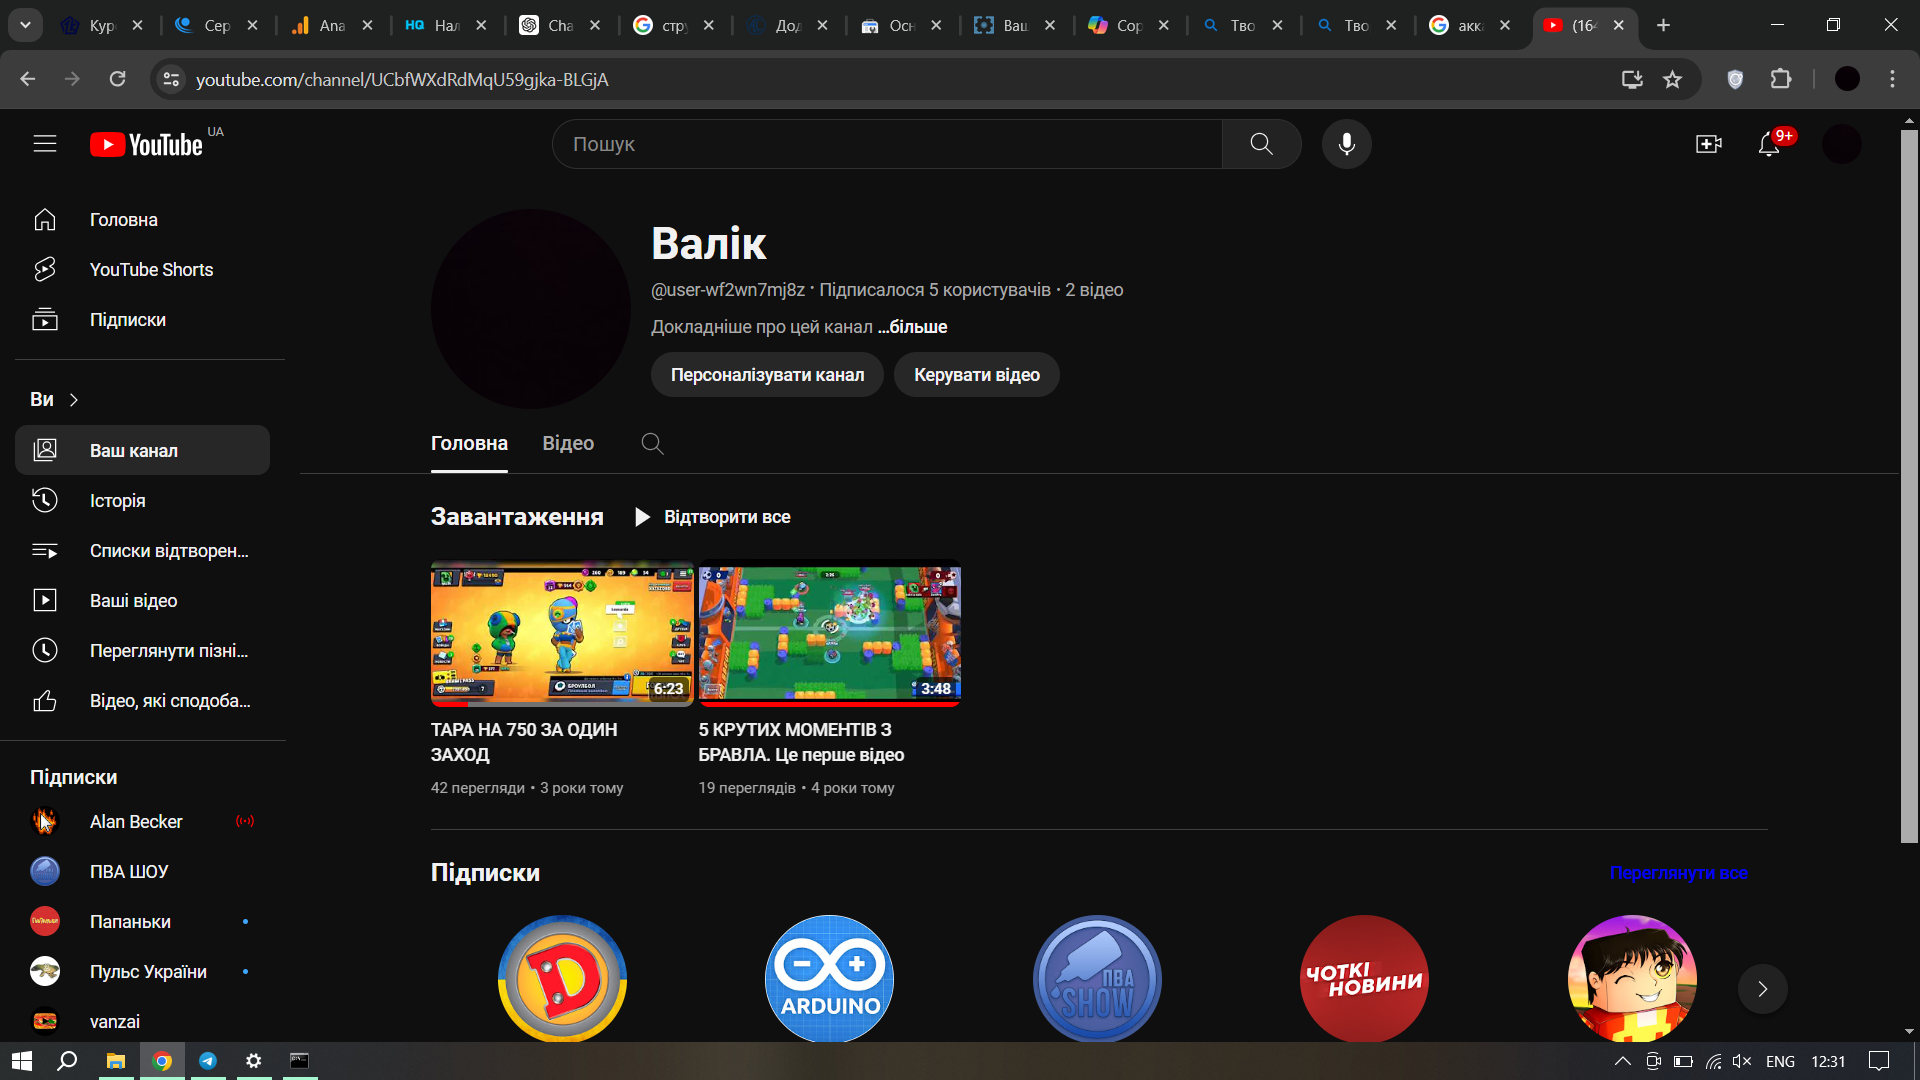 Кур
Сер
Ana
HQ Нал
Cha
стру
Дод
Осн
Ваш
Cop
Тво
Тво
акка
(164
youtube.com/channel/UCbfWXdRdMqU59gjka-BLGjA
YouTube UA
Пошук
9+
Головна
YouTube Shorts
Підписки
Ви
Ваш канал
Історія
Списки відтворен...
Ваші відео
Переглянути пізні...
Відео, які сподоба...
Підписки
Alan Becker
ПВА ШОУ
Папаньки
Пульс України
vanzai
Валік
@user-wf2wn7mj8z · Підписалося 5 користувачів · 2 відео
Докладніше про цей канал ...більше
Персоналізувати канал
Керувати відео
Головна
Відео
Завантаження
Відтворити все
6:23
3:48
ТАРА НА 750 ЗА ОДИН
ЗАХОД
42 перегляди • 3 роки тому
5 КРУТИХ МОМЕНТІВ З
БРАВЛА. Це перше відео
19 переглядів • 4 роки тому
Підписки
Переглянути все
ARDUINO
ПВА
SHOW
ЧОТКІ
НОВИНИ
ENG
12:31